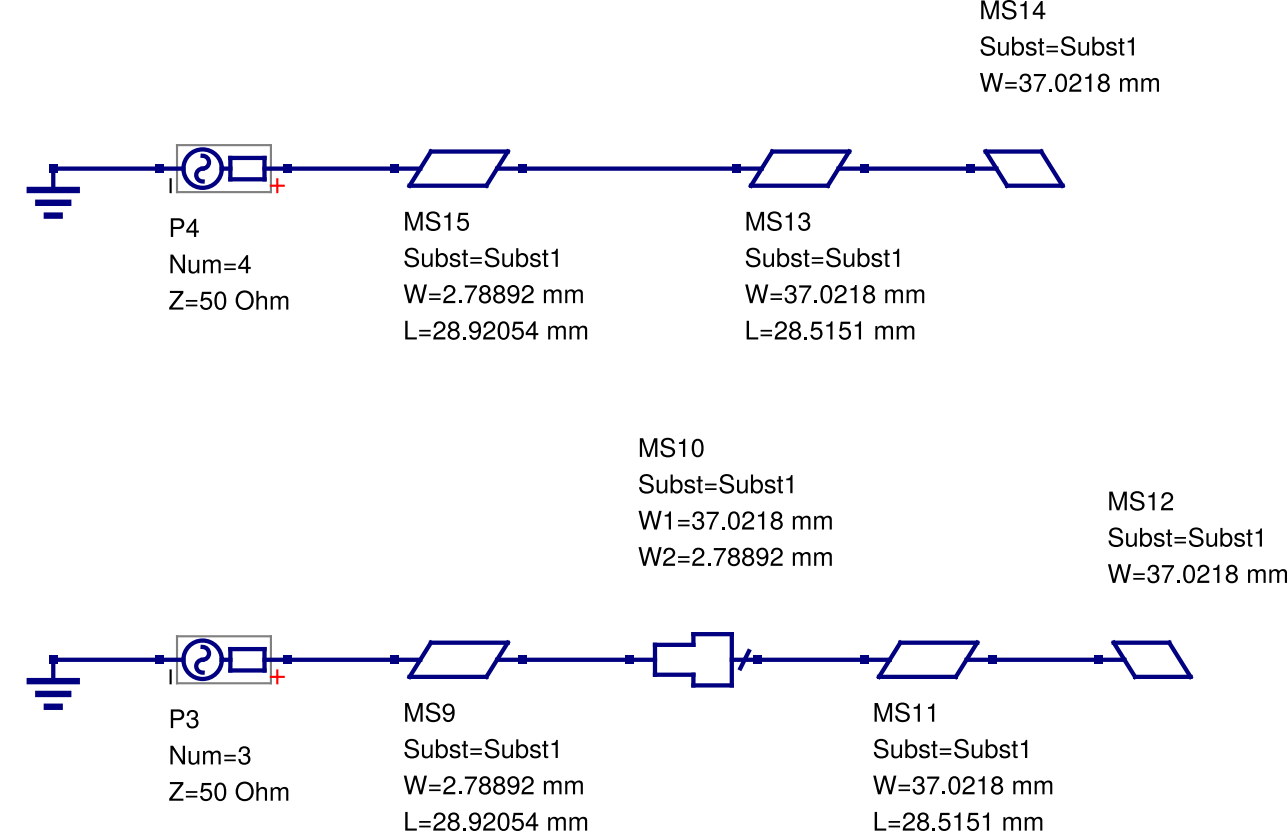 MS14
Subst=Subst1
W=37.0218 mm
P4
Num=4
Z=50 Ohm
MS15
Subst=Subst1
W=2.78892 mm
L=28.92054 mm
MS13
Subst=Subst1
W=37.0218 mm
L=28.5151 mm
MS10
Subst=Subst1
W1=37.0218 mm
W2=2.78892 mm
MS12
Subst=Subst1
W=37.0218 mm
P3
Num=3
Z=50 Ohm
MS9
Subst=Subst1
W=2.78892 mm
L=28.92054 mm
MS11
Subst=Subst1
W=37.0218 mm
L=28.5151 mm